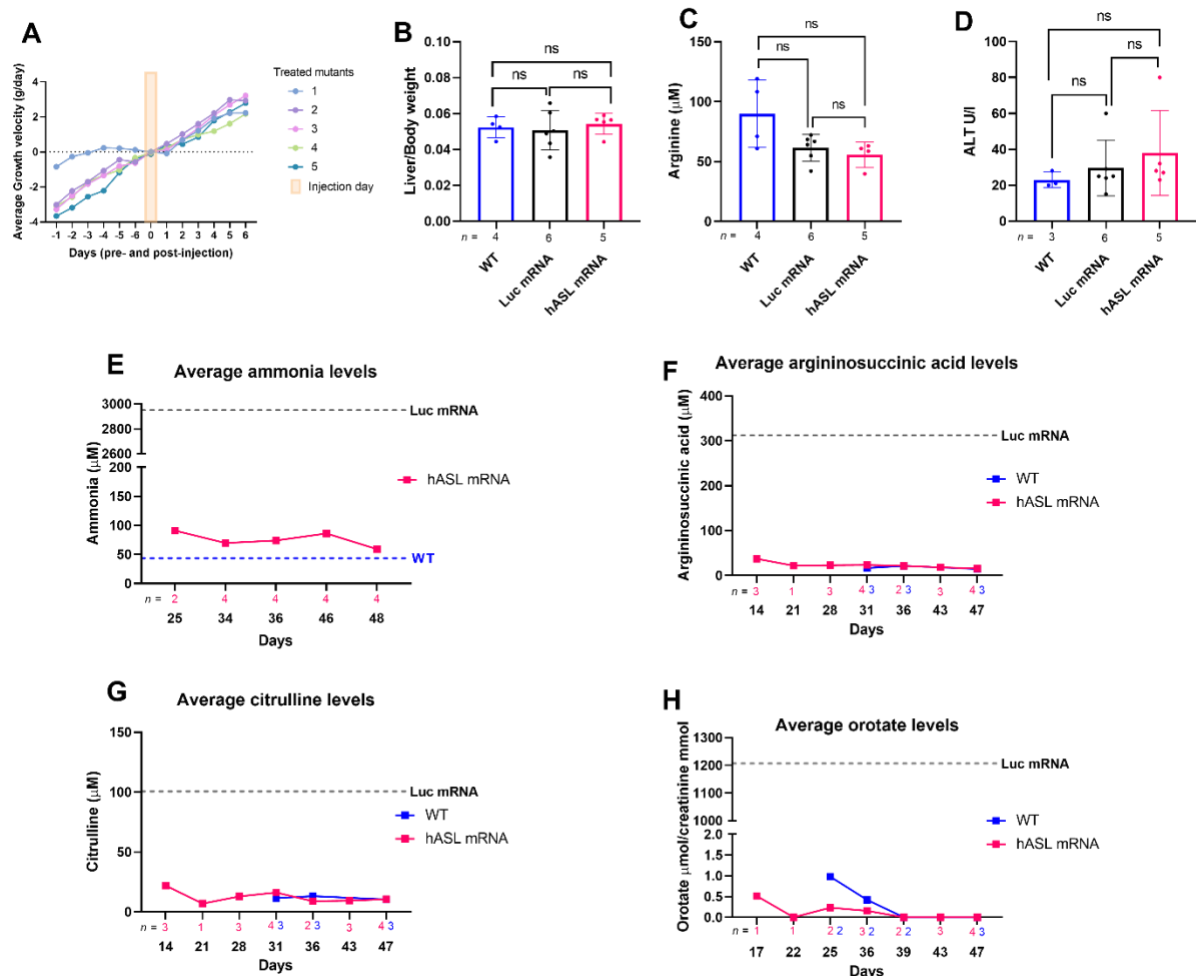 A
Average Growth velocity (g/day)
4
2
0
-2
-4
-1 -2 -3 -4 -5 -6 0 1 2 3 4 5 6
Days (pre- and post-injection)
Treated mutants
1
2
3
4
5
Injection day
B
Liver/Body weight
0.10
0.08
0.06
0.04
0.02
0.00
ns
ns ns
n = 4 6 5
WT
Luc mRNA
hASL mRNA
C
Arginine (μM)
150
100
50
0
ns
ns
ns
n = 4 6 5
WT
Luc mRNA
hASL mRNA
D
ALT U/l
100
80
60
40
20
0
ns
ns
ns
n = 3 6 5
WT
Luc mRNA
hASL mRNA
E
Average ammonia levels
Ammonia (μM)
3000
2900
2800
200
150
100
50
0
Luc mRNA
hASL mRNA
WT
n = 2 4 4 4 4
25 34 36 46 48
Days
F
Average argininosuccinic acid levels
Argininosuccinic acid (μM)
400
300
200
100
0
Luc mRNA
WT
hASL mRNA
n = 3 1 3 4 3 2 3 3 4 3
14 21 28 31 36 43 47
Days
G
Average citrulline levels
Citrulline (μM)
150
100
50
0
Luc mRNA
WT
hASL mRNA
n = 3 1 3 4 3 2 3 3 4 3
14 21 28 31 36 43 47
Days
H
Average orotate levels
Orotate μmol/creatinine mmol
1300
1200
1100
1000
2.0
1.5
1.0
0.5
0.0
Luc mRNA
WT
hASL mRNA
n = 1 1 2 2 3 2 2 2 3 4 3
17 22 25 36 39 43 47
Days